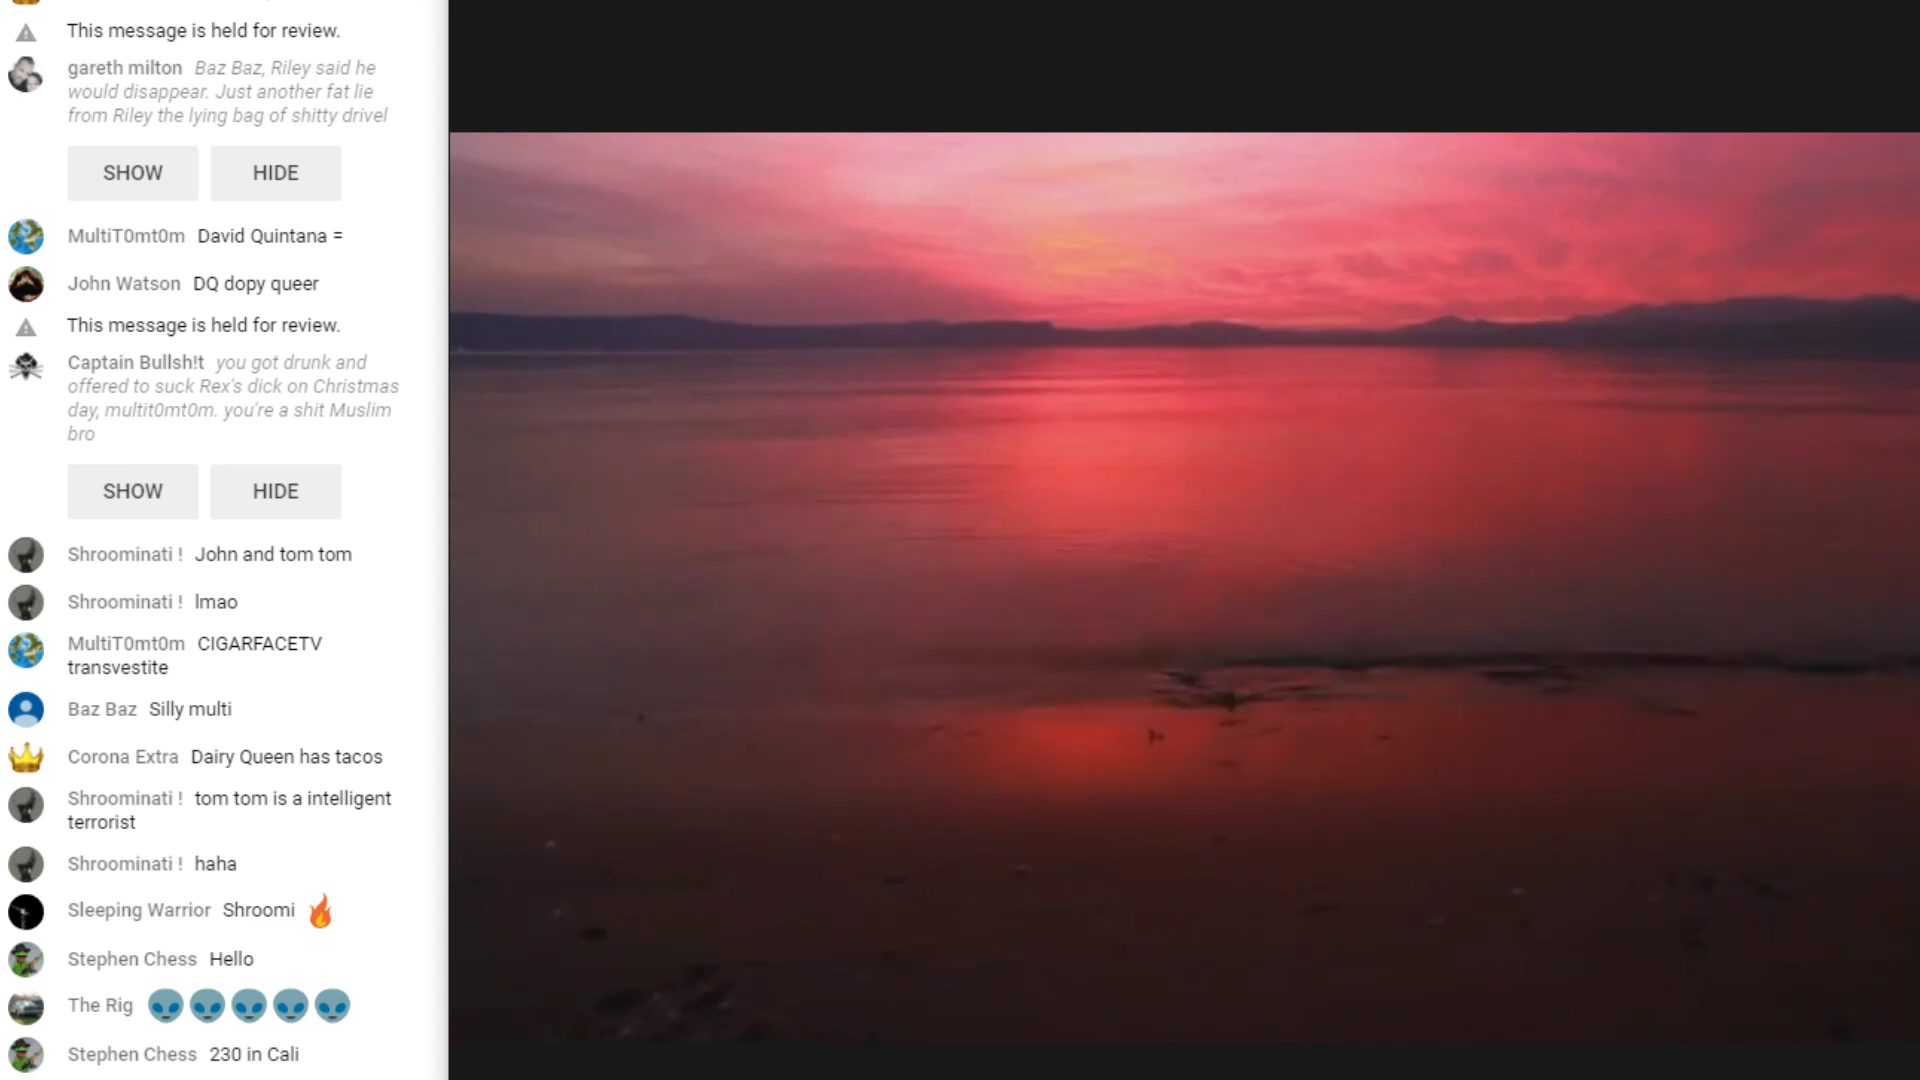 This message is held for review.
gareth milton Baz Baz, Riley said he
would disappear. Just another fat lie
from Riley the lying bag of shitty drivel
SHOW HIDE
MultiT0mt0m David Quintana =
John Watson DQ dopy queer
This message is held for review.
Captain Bullsh!t you got drunk and
offered to suck Rex's dick on Christmas
day, multit0mt0m. you're a shit Muslim
bro
SHOW HIDE
Shroominati ! John and tom tom
Shroominati ! lmao
MultiT0mt0m CIGARFACETV
transvestite
Baz Baz Silly multi
Corona Extra Dairy Queen has tacos
Shroominati ! tom tom is a intelligent
terrorist
Shroominati ! haha
Sleeping Warrior Shroomi 🔥
Stephen Chess Hello
The Rig 👽👽👽👽👽
Stephen Chess 230 in Cali